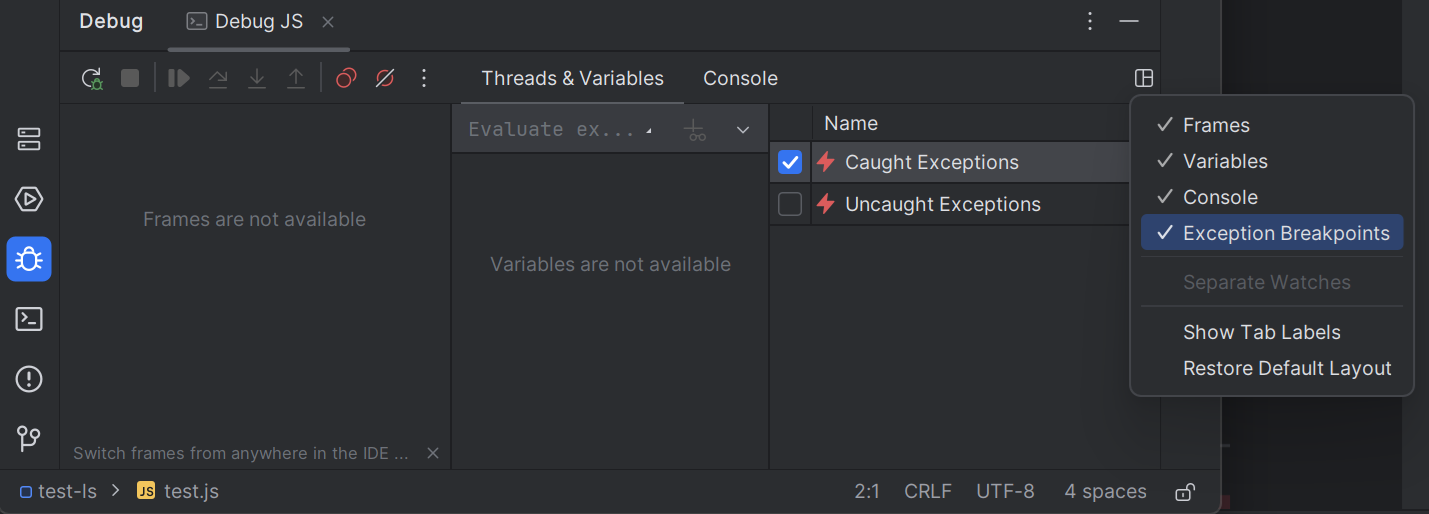 Debug
Debug JS
Threads & Variables
Console
Evaluate ex...
Name
Caught Exceptions
Uncaught Exceptions
Frames are not available
Variables are not available
Switch frames from anywhere in the IDE ...
Frames
Variables
Console
Exception Breakpoints
Separate Watches
Show Tab Labels
Restore Default Layout
test-ls
JS test.js
2:1
CRLF
UTF-8
4 spaces